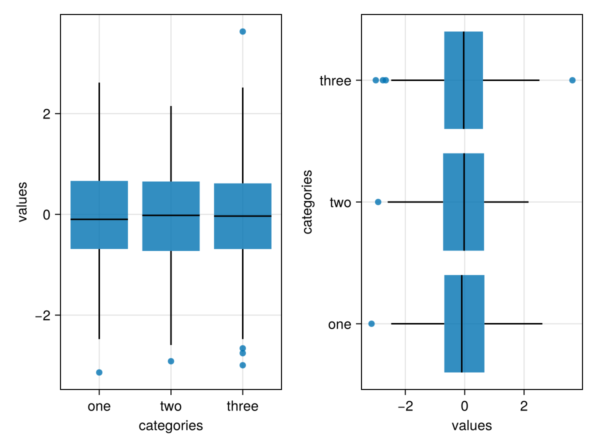 values
2
0
−2
one two three
categories
categories
three
two
one
−2 0 2
values